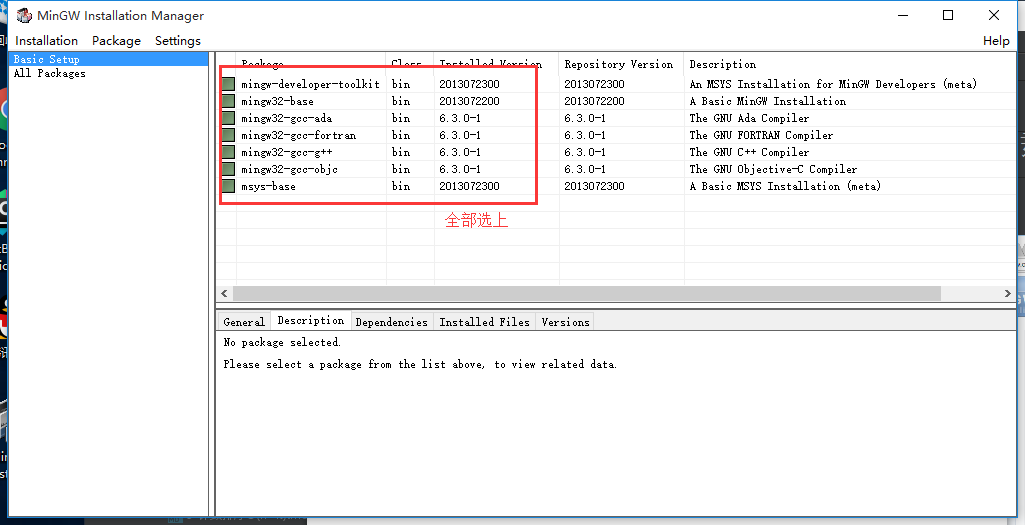 MinGW Installation Manager
Installation Package Settings Help
Basic Setup
All Packages
Package Class Installed Version Repository Version Description
mingw-developer-toolkit bin 2013072300 2013072300 An MSYS Installation for MinGW Developers (meta)
mingw32-base bin 2013072200 2013072200 A Basic MinGW Installation
mingw32-gcc-ada bin 6.3.0-1 6.3.0-1 The GNU Ada Compiler
mingw32-gcc-fortran bin 6.3.0-1 6.3.0-1 The GNU FORTRAN Compiler
mingw32-gcc-g++ bin 6.3.0-1 6.3.0-1 The GNU C++ Compiler
mingw32-gcc-objc bin 6.3.0-1 6.3.0-1 The GNU Objective-C Compiler
msys-base bin 2013072300 2013072300 A Basic MSYS Installation (meta)
全部选上
General Description Dependencies Installed Files Versions
No package selected.
Please select a package from the list above, to view related data.